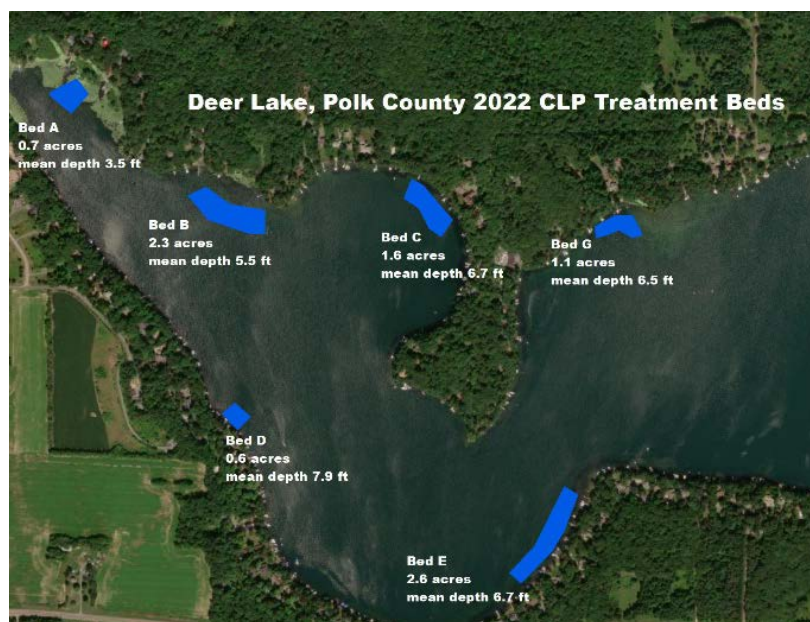 Deer Lake, Polk County 2022 CLP Treatment Beds
Bed A
0.7 acres
mean depth 3.5 ft
Bed B
2.3 acres
mean depth 5.5 ft
Bed C
1.6 acres
mean depth 6.7 ft
Bed G
1.1 acres
mean depth 6.5 ft
Bed D
0.6 acres
mean depth 7.9 ft
Bed E
2.6 acres
mean depth 6.7 ft